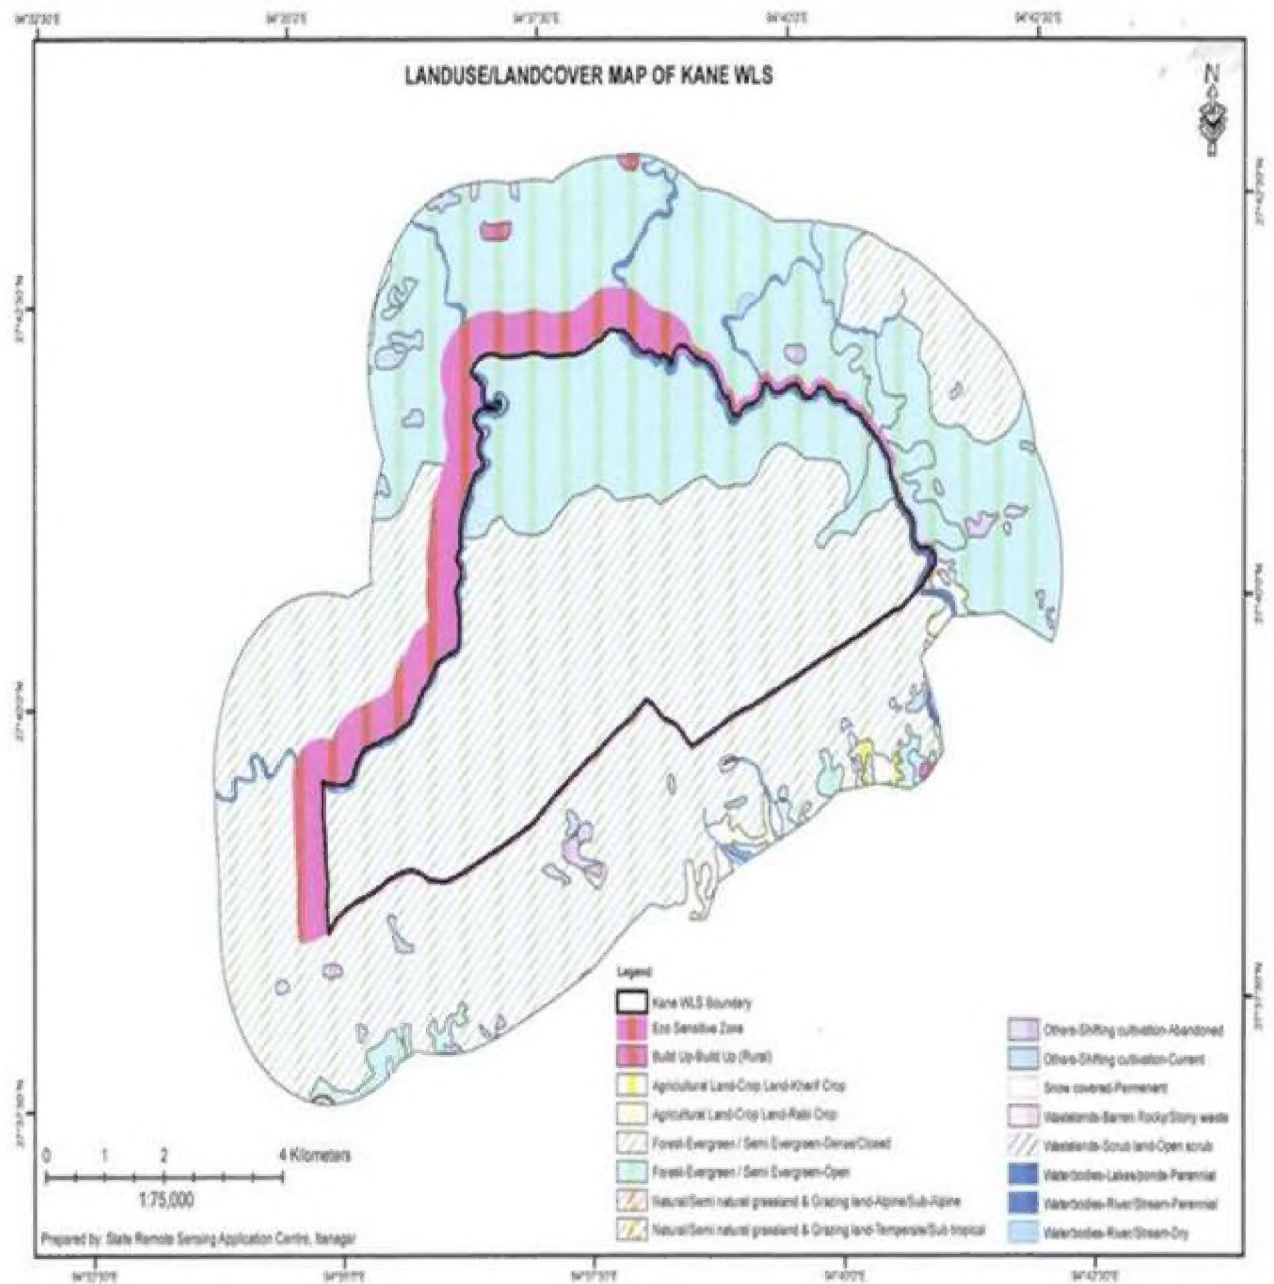 LANDUSE/LANDCOVER MAP OF KANE WLS
N
Legend
Kane WLS Boundary
Eco Sensitive Zone
Build Up-Build Up (Rural)
Agricultural Land-Crop Land-Kharif Crop
Agricultural Land-Crop Land-Rabi Crop
Forest-Evergreen / Semi Evergreen-Dense/Closed
Forest-Evergreen / Semi Evergreen-Open
Natural/Semi natural grassland & Grazing land-Alpine/Sub-Alpine
Natural/Semi natural grassland & Grazing land-Temperate/Sub tropical
Others-Shifting cultivation-Abandoned
Others-Shifting cultivation-Current
Snow covered-Permanent
Wastelands-Barren Rocky/Stony waste
Wastelands-Scrub land-Open scrub
Waterbodies-Lakes/ponds-Perennial
Waterbodies-River/Stream-Perennial
Waterbodies-River/Stream-Dry
0 1 2 4 Kilometers
1:75,000
Prepared by: State Remote Sensing Application Centre, Itanagar